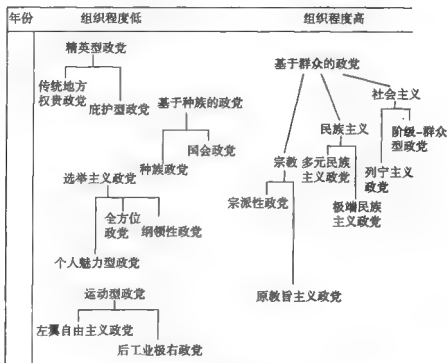 年份
组织程度低
组织程度高
精英型政党
基于群众的政党
传统地方
权贵政党
庇护型政党
基于种族的政党
社会主义
国会政党
民族主义
阶级-群众
型政党
种族政党
宗教
多元民族
主义政党
列宁主义
政党
选举主义政党
宗派性政党
全方位
政党
纲领性政党
极端民族
主义政党
个人魅力型政党
运动型政党
原教旨主义政党
左翼自由主义政党
后工业极右政党